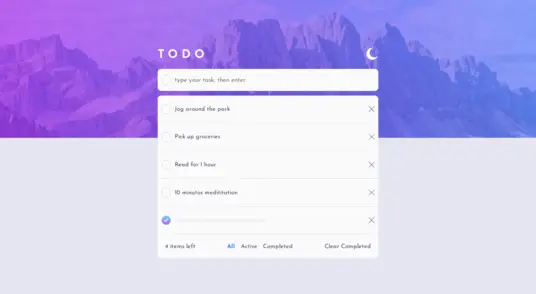 TODO
type your task, then enter
Jog around the park
Pick up groceries
Read for 1 hour
10 minutes meditation
4 items left All Active Completed Clear Completed